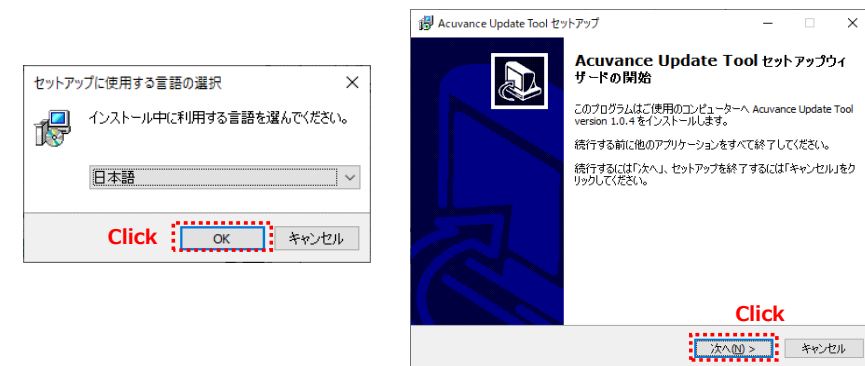 セットアップに使用する言語の選択
インストール中に利用する言語を選んでください。
日本語
Click
OK
キャンセル
Acuvance Update Tool セットアップ
Acuvance Update Tool セットアップウィ
ザードの開始
このプログラムはご使用のコンピューターへ Acuvance Update Tool
version 1.0.4 をインストールします。
続行する前に他のアプリケーションをすべて終了してください。
続行するには「次へ」、セットアップを終了するには「キャンセル」をク
リックしてください。
Click
次へ(N) >
キャンセル